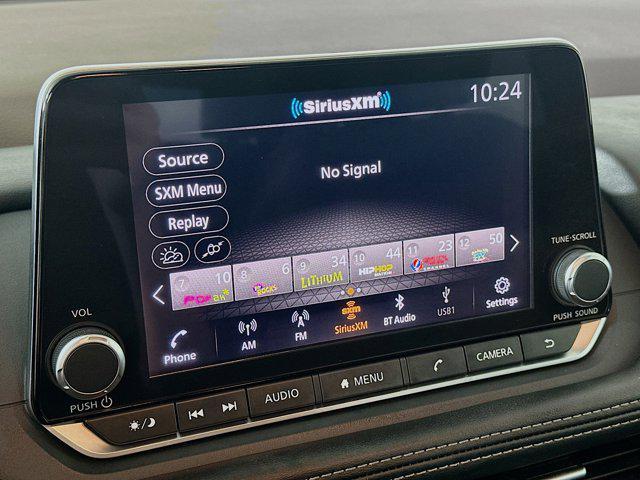 SiriusXM
10:24
Source
No Signal
SXM Menu
Replay
7 10
8 6
9 34 LITHIUM
10 44 HIPHOP
11 23
12 50
Phone
AM
FM
SiriusXM
BT Audio
USB1
Settings
VOL
PUSH
AUDIO
MENU
CAMERA
TUNE·SCROLL
PUSH SOUND